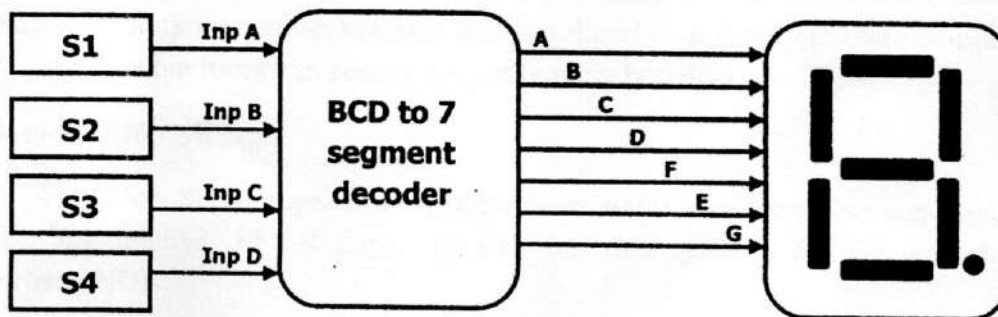 S1
Inp A
S2
Inp B
S3
Inp C
S4
Inp D
BCD to 7
segment
decoder
A
B
C
D
F
E
G